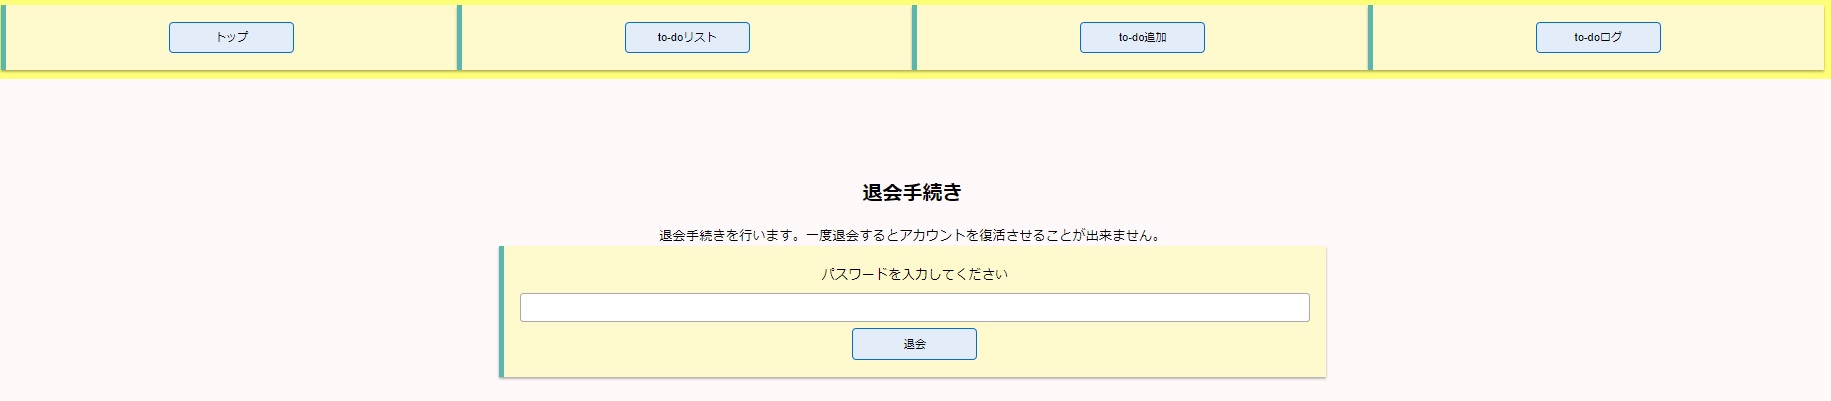 トップ
to-doリスト
to-do追加
to-doログ
退会手続き
退会手続きを行います。一度退会するとアカウントを復活させることが出来ません。
パスワードを入力してください
退会